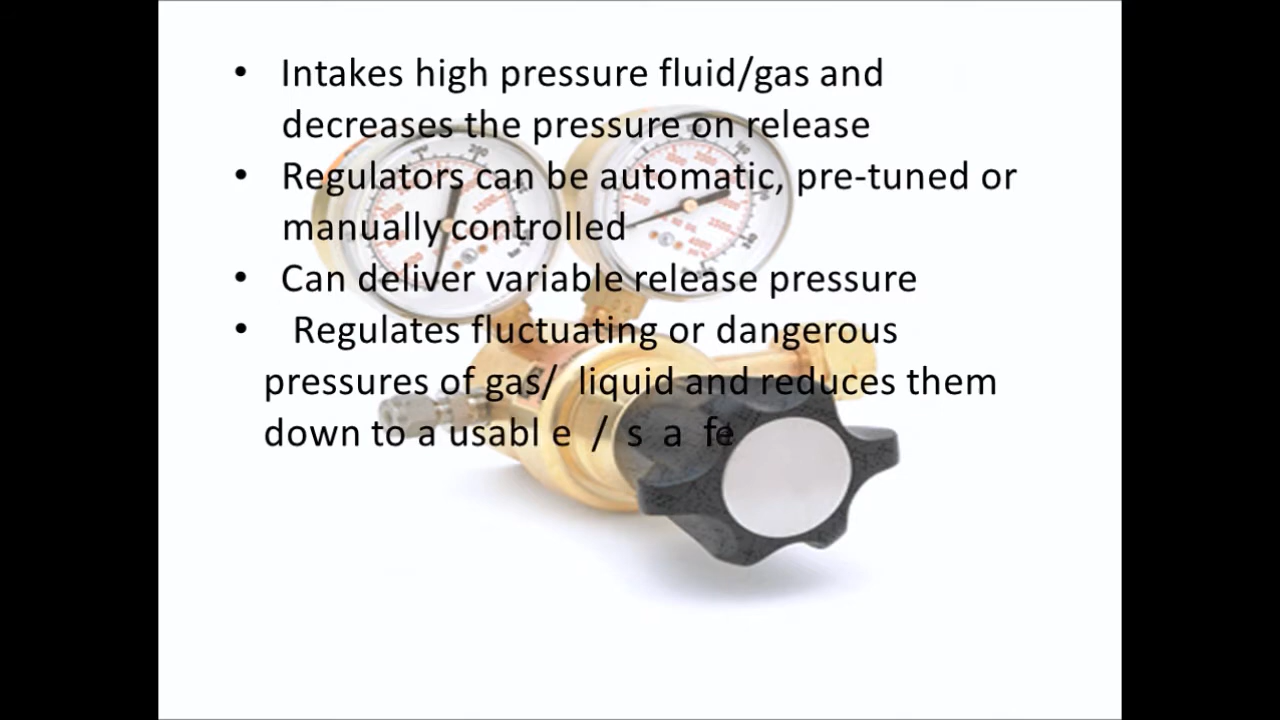 • Intakes high pressure fluid/gas and
decreases the pressure on release
• Regulators can be automatic, pre-tuned or
manually controlled
• Can deliver variable release pressure
• Regulates fluctuating or dangerous
pressures of gas/ liquid and reduces them
down to a usabl e / s a fe